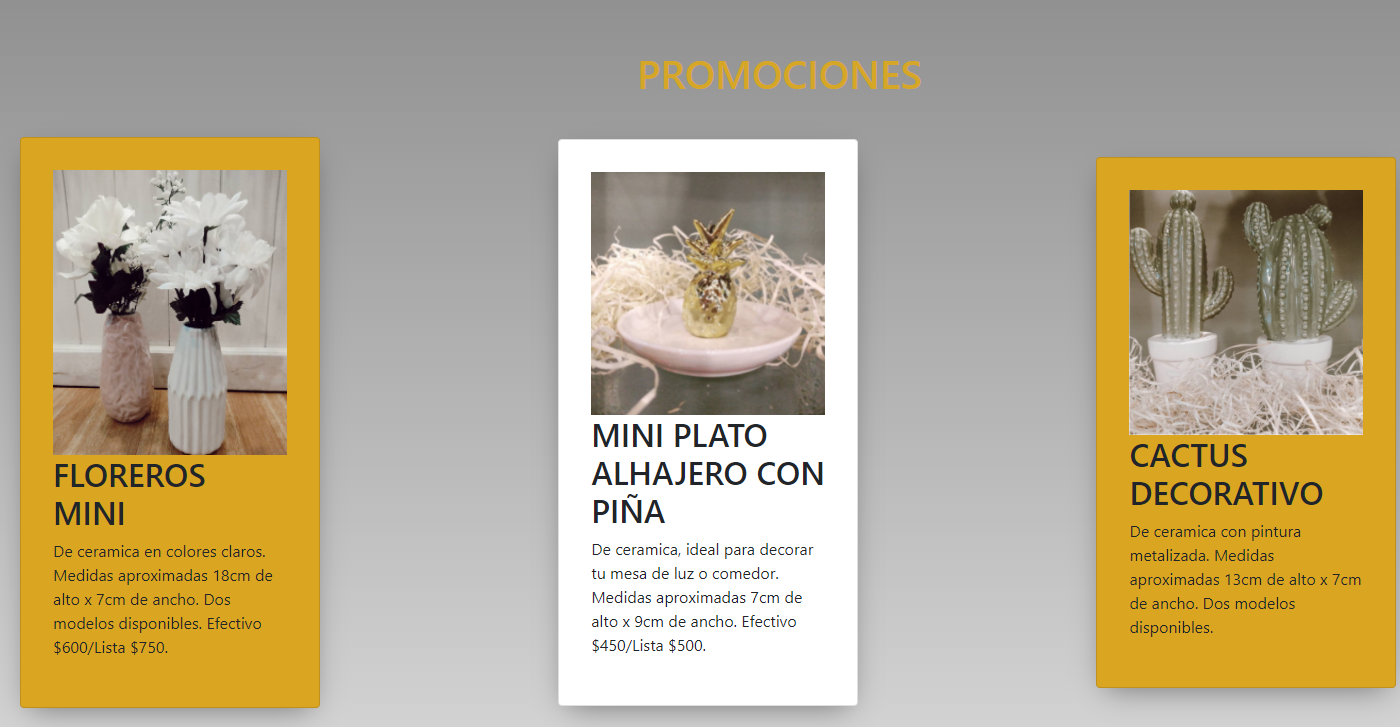 PROMOCIONES
FLOREROS
MINI
De ceramica en colores claros.
Medidas aproximadas 18cm de
alto x 7cm de ancho. Dos
modelos disponibles. Efectivo
$600/Lista $750.
MINI PLATO
ALHAJERO CON
PIÑA
De ceramica, ideal para decorar
tu mesa de luz o comedor.
Medidas aproximadas 7cm de
alto x 9cm de ancho. Efectivo
$450/Lista $500.
CACTUS
DECORATIVO
De ceramica con pintura
metalizada. Medidas
aproximadas 13cm de alto x 7cm
de ancho. Dos modelos
disponibles.